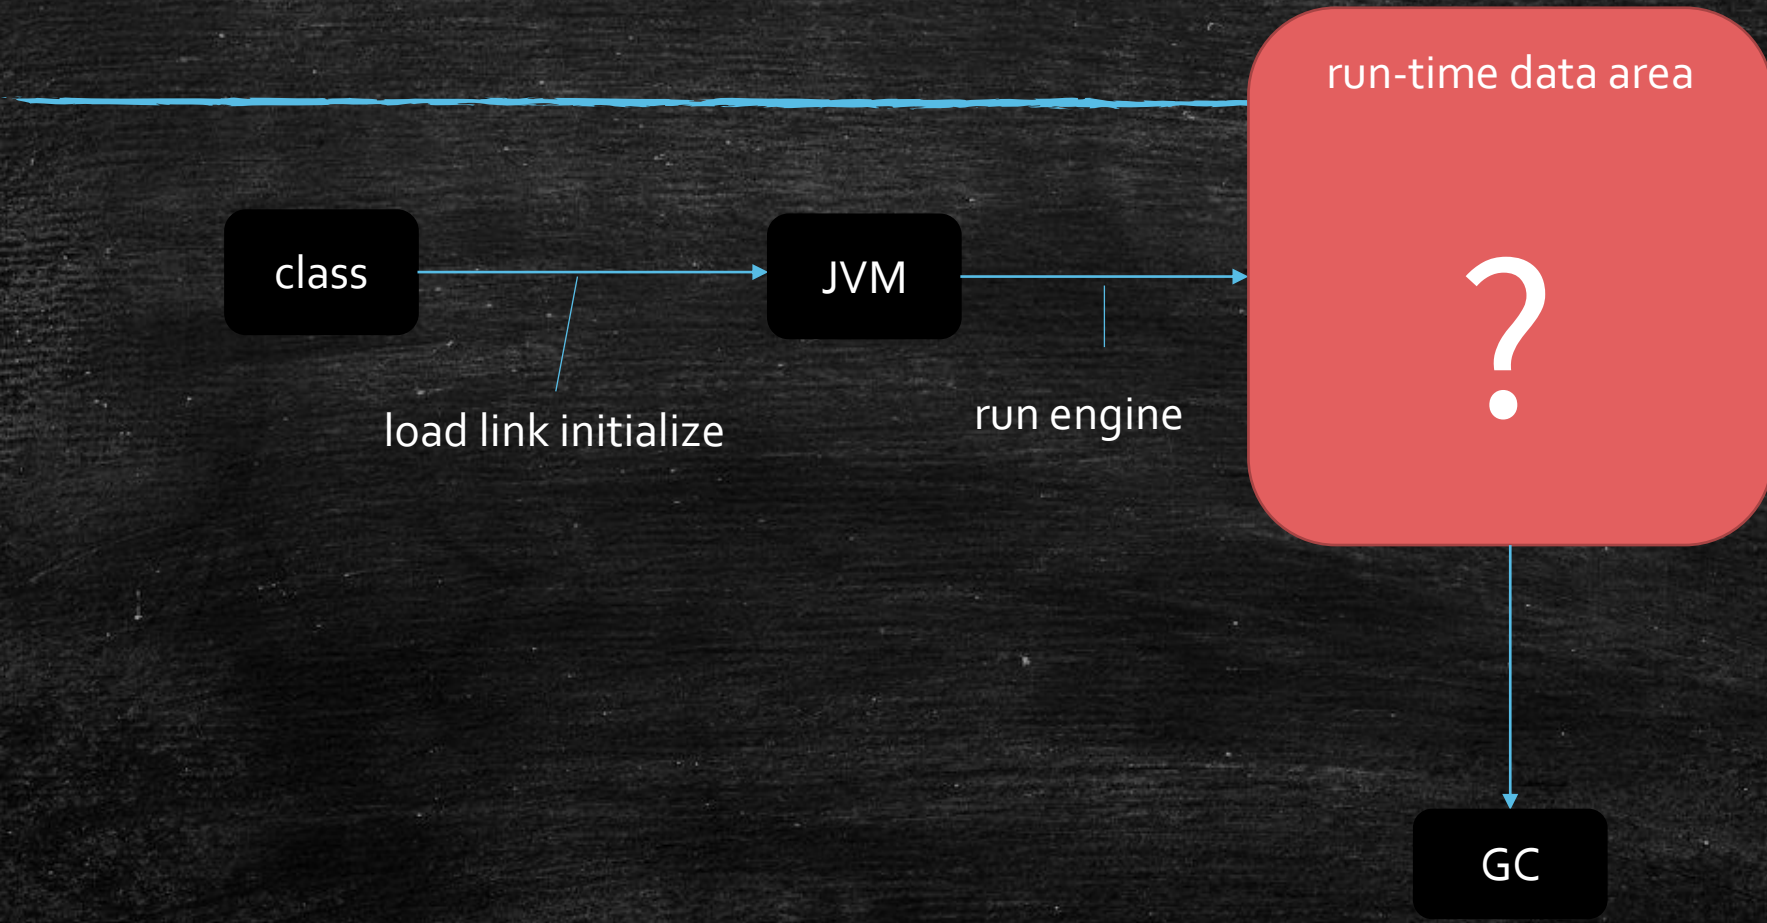 run-time data area
class
JVM
?
load link initialize
run engine
GC